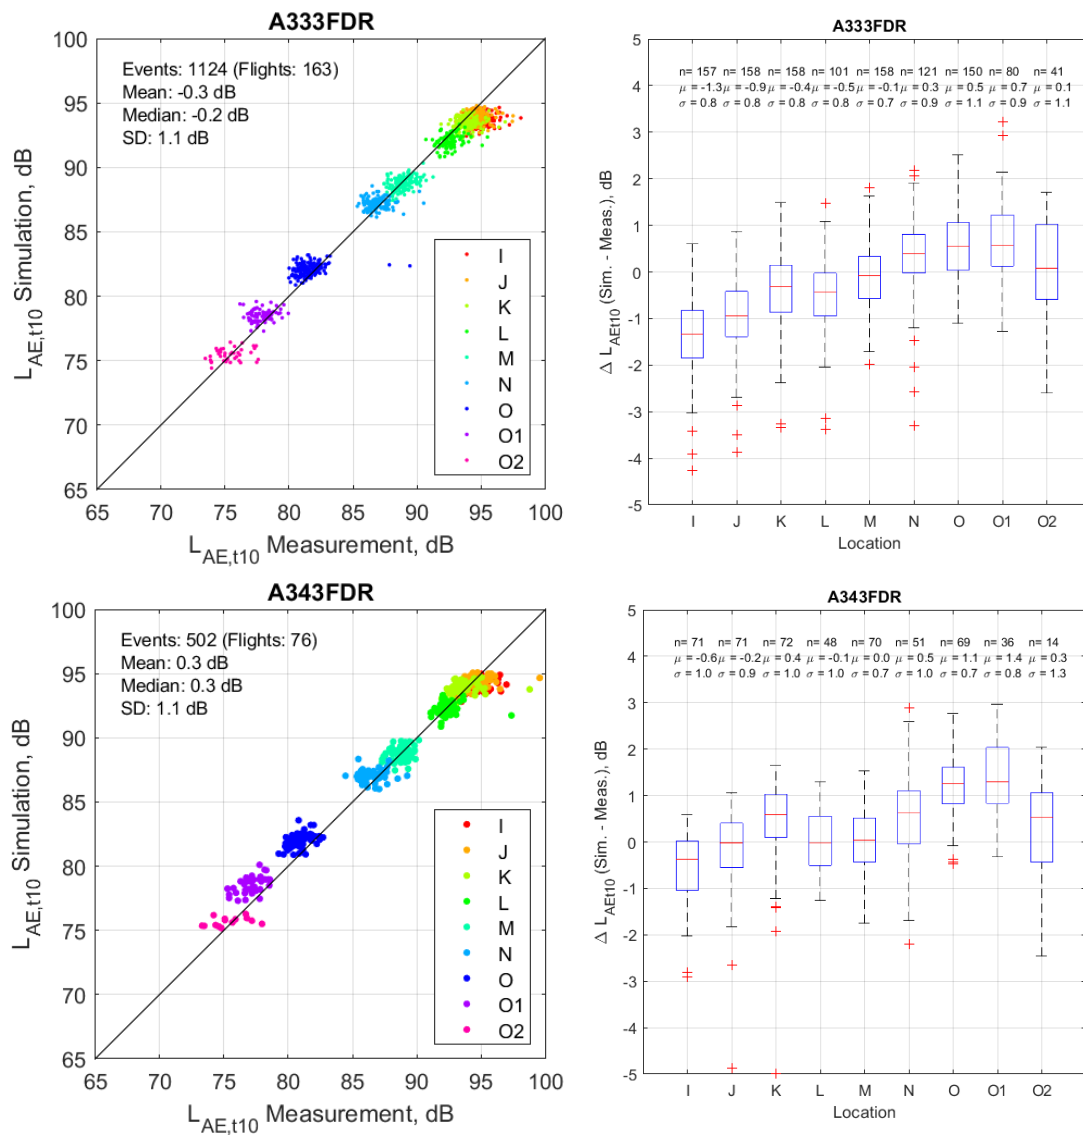 A333FDR
100
95
90
85
80
75
70
65
L_AE,t10 Simulation, dB
Events: 1124 (Flights: 163)
Mean: -0.3 dB
Median: -0.2 dB
SD: 1.1 dB
I
J
K
L
M
N
O
O1
O2
65 70 75 80 85 90 95 100
L_AE,t10 Measurement, dB
A333FDR
5
4
3
2
1
0
-1
-2
-3
-4
-5
Δ L_AEt10 (Sim. - Meas.), dB
n= 157 n= 158 n= 158 n= 101 n= 158 n= 121 n= 150 n= 80 n= 41
μ = -1.3 μ = -0.9 μ = -0.4 μ = -0.5 μ = -0.1 μ = 0.3 μ = 0.5 μ = 0.7 μ = 0.1
σ = 0.8 σ = 0.8 σ = 0.8 σ = 0.8 σ = 0.7 σ = 0.9 σ = 1.1 σ = 0.9 σ = 1.1
I J K L M N O O1 O2
Location
A343FDR
100
95
90
85
80
75
70
65
L_AE,t10 Simulation, dB
Events: 502 (Flights: 76)
Mean: 0.3 dB
Median: 0.3 dB
SD: 1.1 dB
I
J
K
L
M
N
O
O1
O2
65 70 75 80 85 90 95 100
L_AE,t10 Measurement, dB
A343FDR
5
4
3
2
1
0
-1
-2
-3
-4
-5
Δ L_AEt10 (Sim. - Meas.), dB
n= 71 n= 71 n= 72 n= 48 n= 70 n= 51 n= 69 n= 36 n= 14
μ = -0.6 μ = -0.2 μ = 0.4 μ = -0.1 μ = 0.0 μ = 0.5 μ = 1.1 μ = 1.4 μ = 0.3
σ = 1.0 σ = 0.9 σ = 1.0 σ = 1.0 σ = 0.7 σ = 1.0 σ = 0.7 σ = 0.8 σ = 1.3
I J K L M N O O1 O2
Location